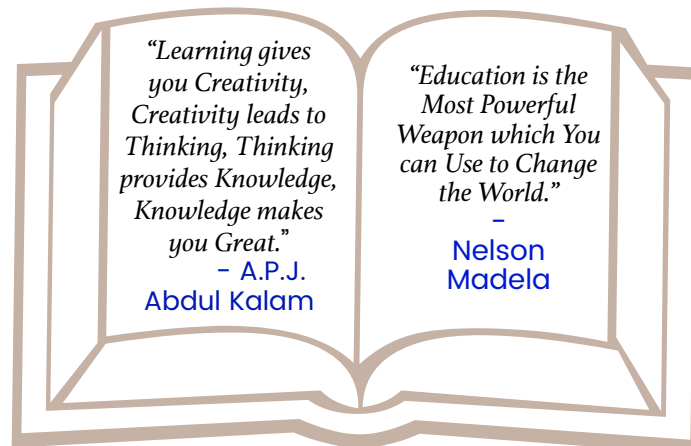 “Learning gives
you Creativity,
Creativity leads to
Thinking, Thinking
provides Knowledge,
Knowledge makes
you Great.”
– A.P.J.
Abdul Kalam
“Education is the
Most Powerful
Weapon which You
can Use to Change
the World.”
–
Nelson
Madela